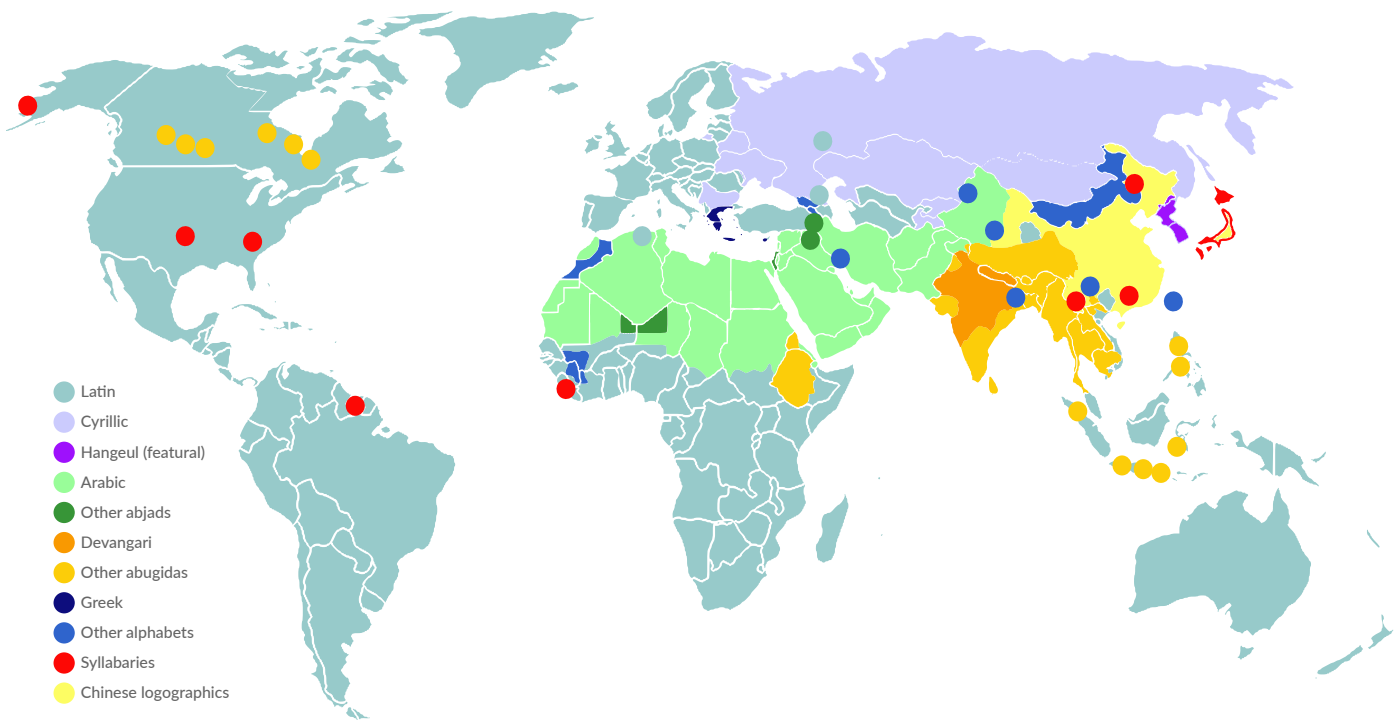 Latin
Cyrillic
Hangeul (featural)
Arabic
Other abjads
Devangari
Other abugidas
Greek
Other alphabets
Syllabaries
Chinese logographics